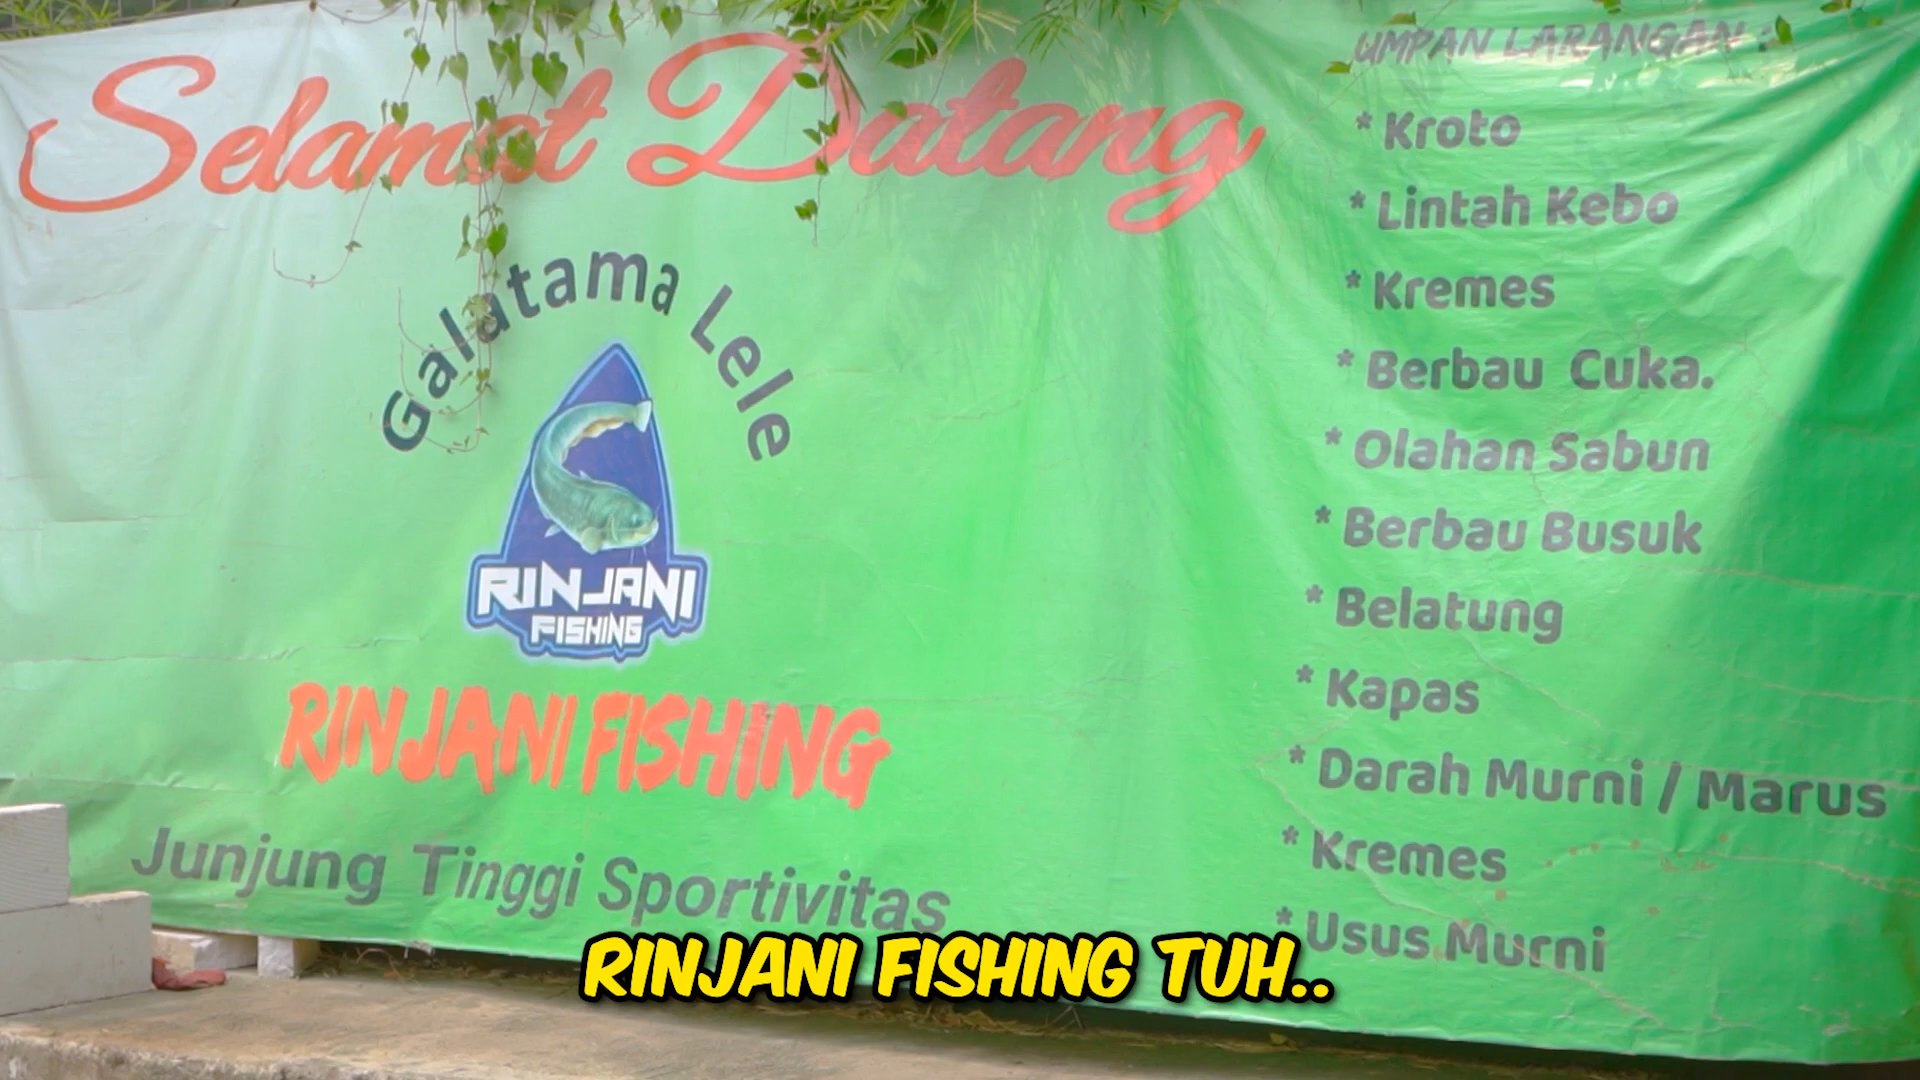 Selamat Datang
Galatama Lele
RINJANI
FISHING
RINJANI FISHING
Junjung Tinggi Sportivitas
UMPAN LARANGAN :
* Kroto
* Lintah Kebo
* Kremes
* Berbau Cuka.
* Olahan Sabun
* Berbau Busuk
* Belatung
* Kapas
* Darah Murni / Marus
* Kremes
* Usus Murni
RINJANI FISHING TUH..